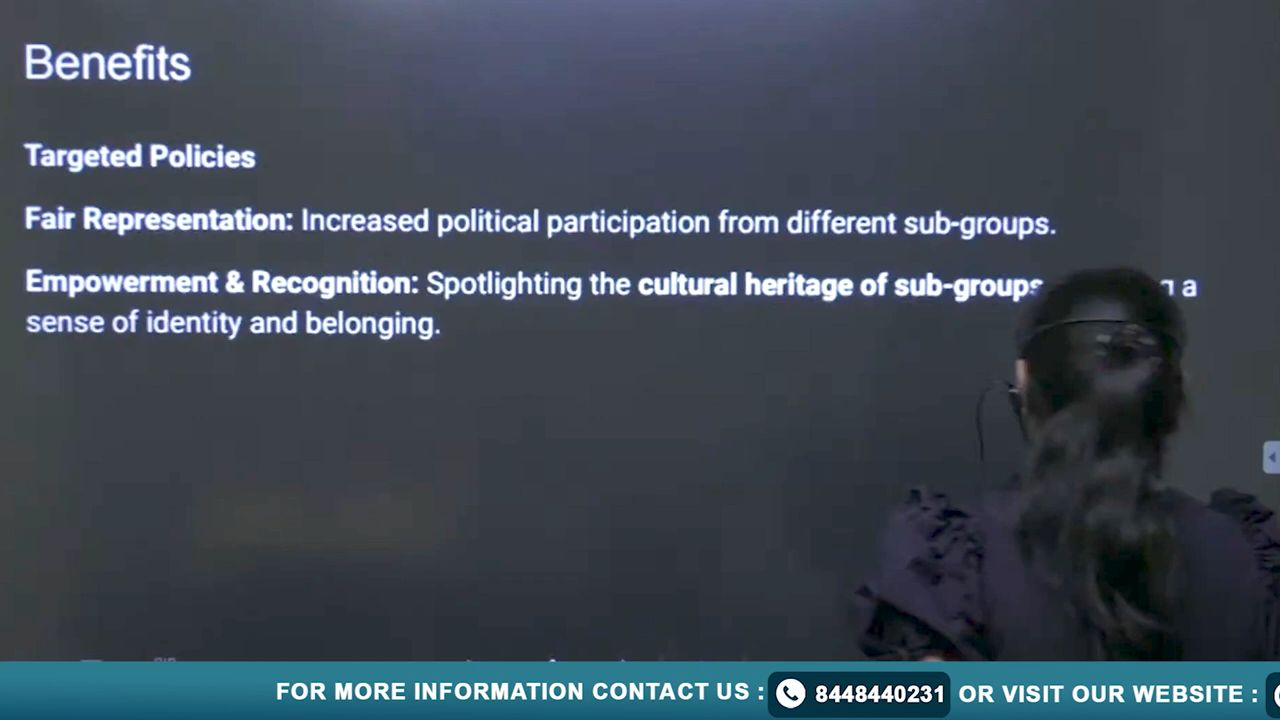 Benefits
Targeted Policies
Fair Representation: Increased political participation from different sub-groups.
Empowerment & Recognition: Spotlighting the cultural heritage of sub-groups a
sense of identity and belonging.
FOR MORE INFORMATION CONTACT US : 8448440231 OR VISIT OUR WEBSITE :